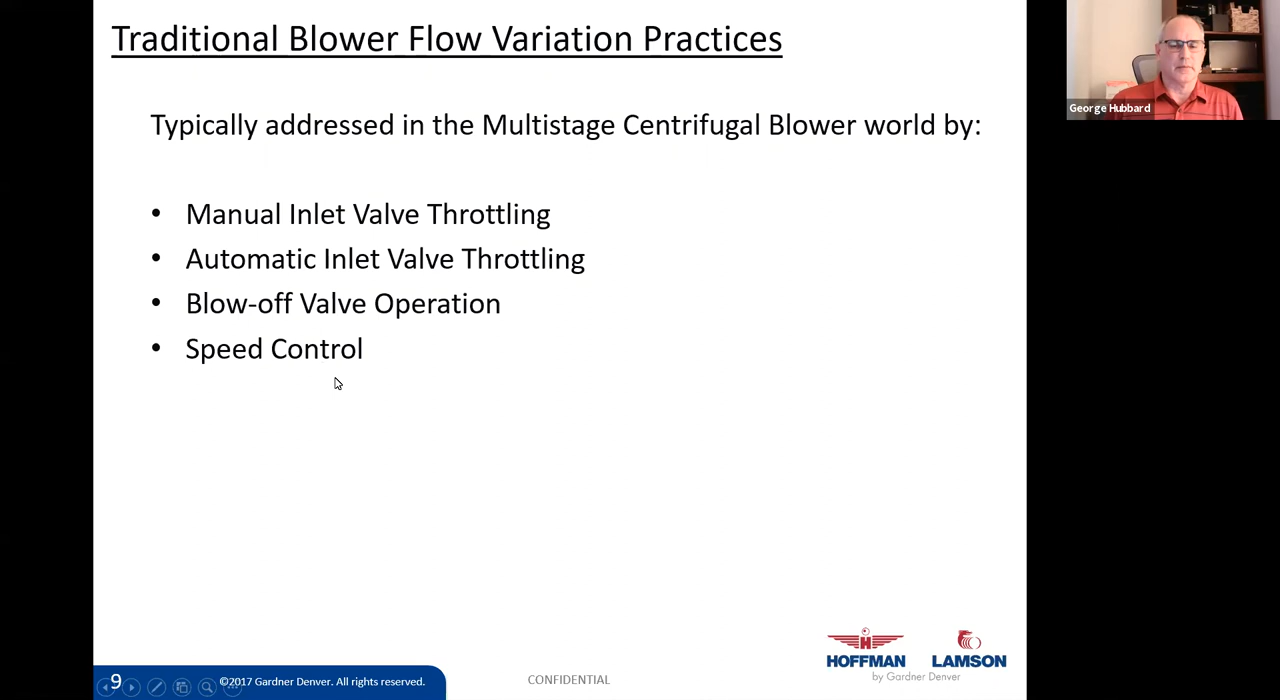 Traditional Blower Flow Variation Practices
Typically addressed in the Multistage Centrifugal Blower world by:
• Manual Inlet Valve Throttling
• Automatic Inlet Valve Throttling
• Blow-off Valve Operation
• Speed Control
George Hubbard
9
©2017 Gardner Denver. All rights reserved.
CONFIDENTIAL
H
HOFFMAN
LAMSON
by Gardner Denver